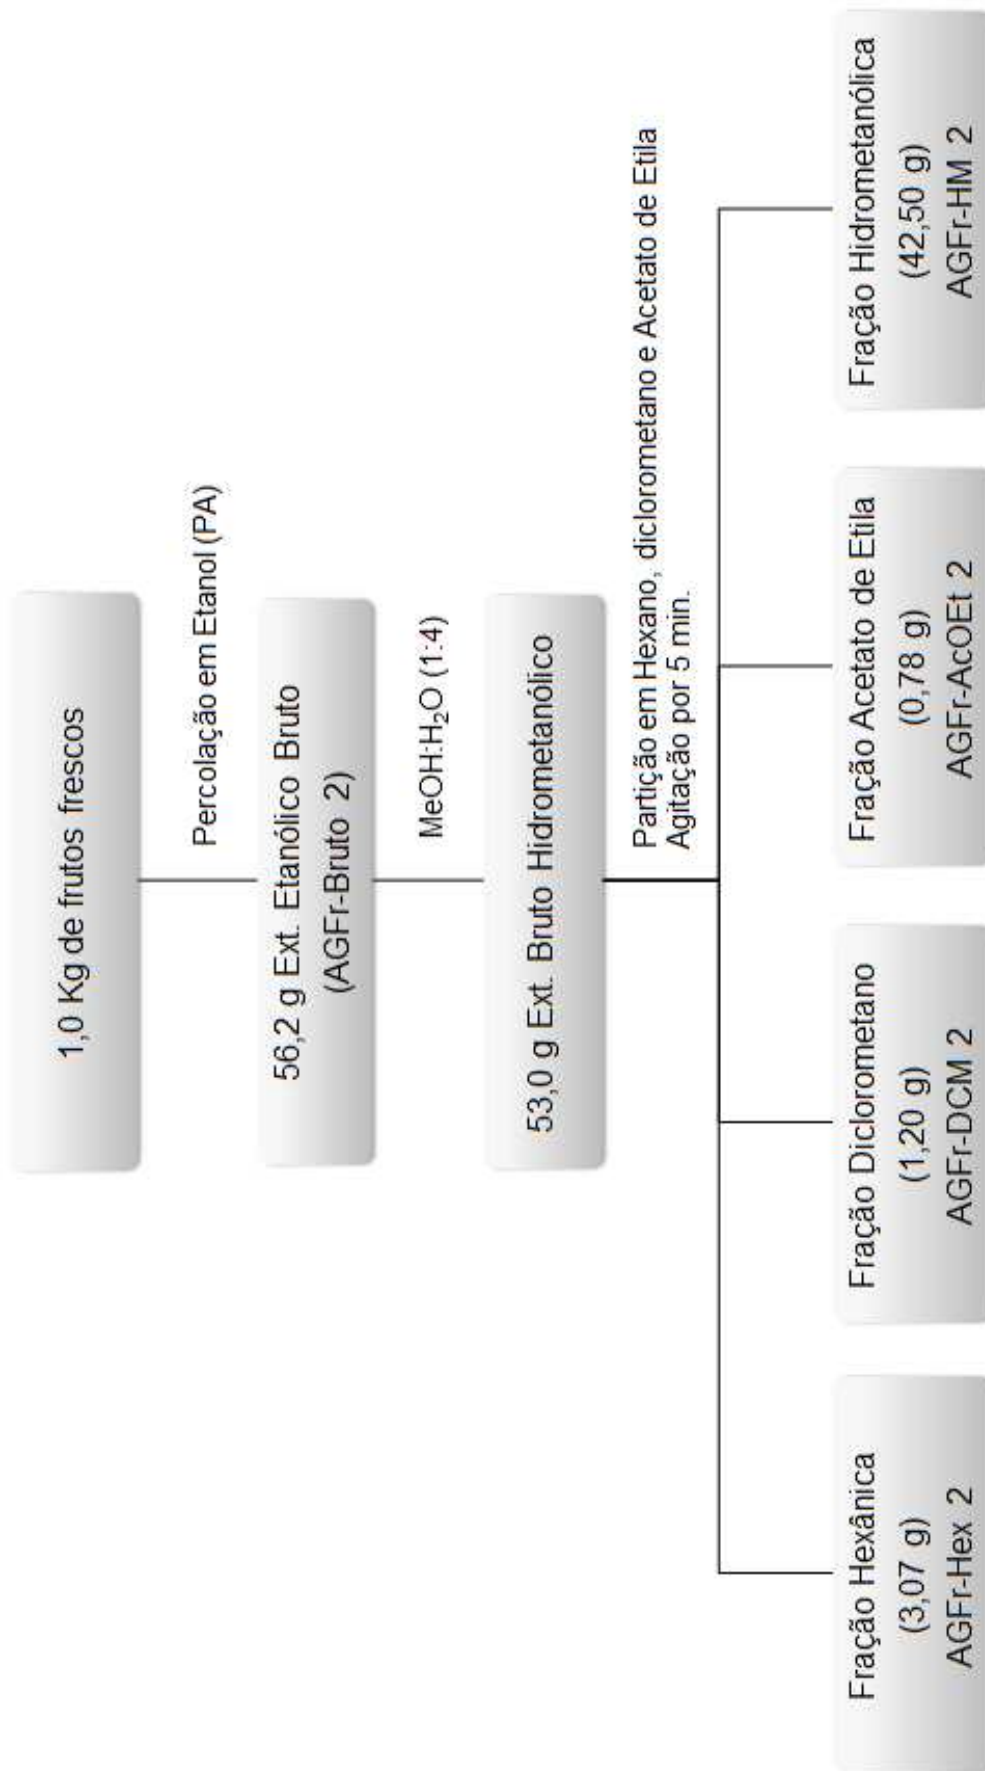 1,0 Kg de frutos frescos
Percolação em Etanol (PA)
56,2 g Ext. Etanólico Bruto
(AGFr-Bruto 2)
MeOH:H₂O (1:4)
53,0 g Ext. Bruto Hidrometanólico
Partição em Hexano, diclorometano e Acetato de Etila
Agitação por 5 min.
Fração Hexânica
(3,07 g)
AGFr-Hex 2
Fração Diclorometano
(1,20 g)
AGFr-DCM 2
Fração Acetato de Etila
(0,78 g)
AGFr-AcOEt 2
Fração Hidrometanólica
(42,50 g)
AGFr-HM 2